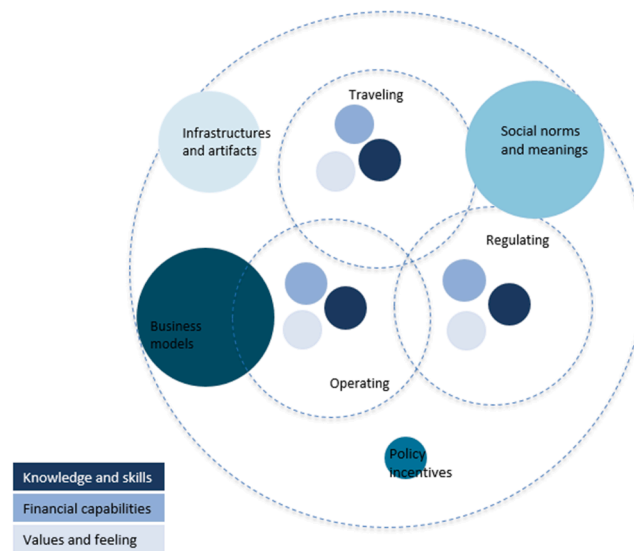 Traveling
Infrastructures
and artifacts
Social norms
and meanings
Regulating
Business
models
Operating
Policy
incentives
Knowledge and skills
Financial capabilities
Values and feeling